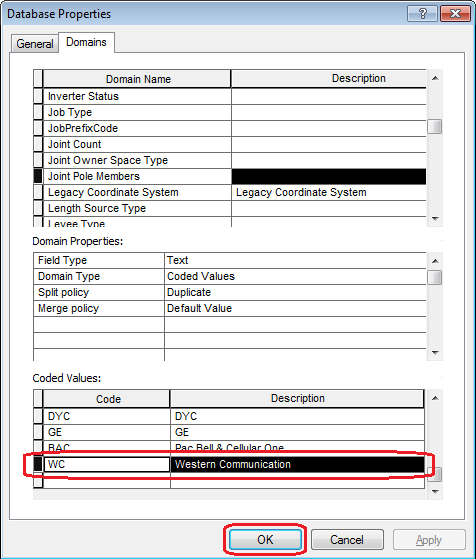 Database Properties
General Domains
Domain Name Description
Inverter Status
Job Type
JobPrefixCode
Joint Count
Joint Owner Space Type
Joint Pole Members
Legacy Coordinate System Legacy Coordinate System
Length Source Type
Levee Type
Domain Properties:
Field Type Text
Domain Type Coded Values
Split policy Duplicate
Merge policy Default Value
Coded Values:
Code Description
DYC DYC
GE GE
BAC Pac Bell & Cellular One
WC Western Communication
OK Cancel Apply